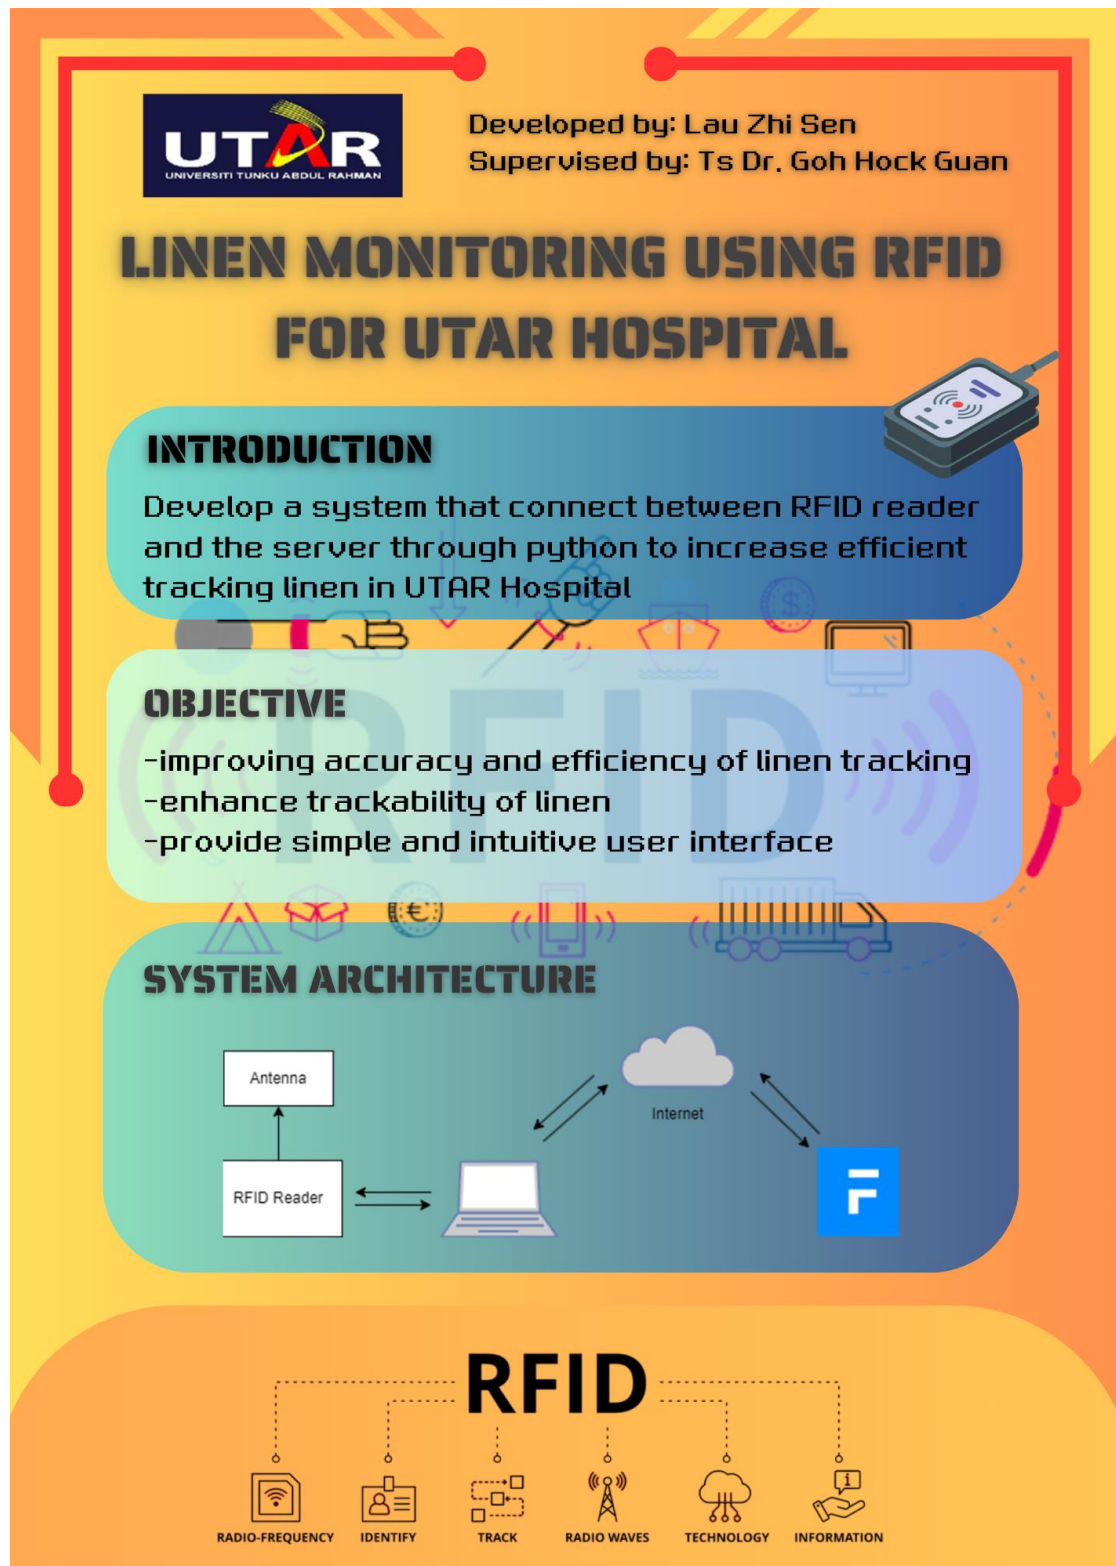 UTAR
UNIVERSITI TUNKU ABDUL RAHMAN
Developed by: Lau Zhi Sen
Supervised by: Ts Dr. Goh Hock Guan
LINEN MONITORING USING RFID
FOR UTAR HOSPITAL
INTRODUCTION
Develop a system that connect between RFID reader
and the server through python to increase efficient
tracking linen in UTAR Hospital
RFID
OBJECTIVE
-improving accuracy and efficiency of linen tracking
-enhance trackability of linen
-provide simple and intuitive user interface
SYSTEM ARCHITECTURE
Antenna
Internet
RFID Reader
RFID
RADIO-FREQUENCY
IDENTIFY
TRACK
RADIO WAVES
TECHNOLOGY
INFORMATION